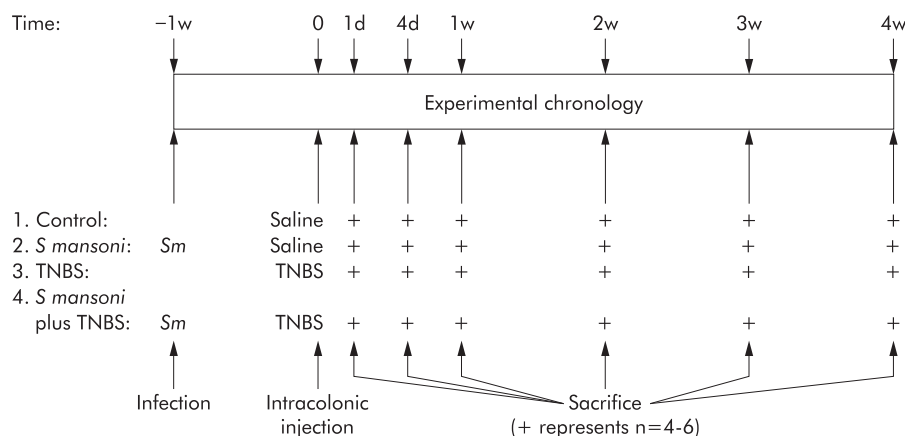 Time: −1w 0 1d 4d 1w 2w 3w 4w
Experimental chronology
1. Control: Saline + + + + + +
2. S mansoni: Sm Saline + + + + + +
3. TNBS: TNBS + + + + + +
4. S mansoni
plus TNBS: Sm TNBS + + + + + +
Infection Intracolonic Sacrifice
injection (+ represents n=4-6)